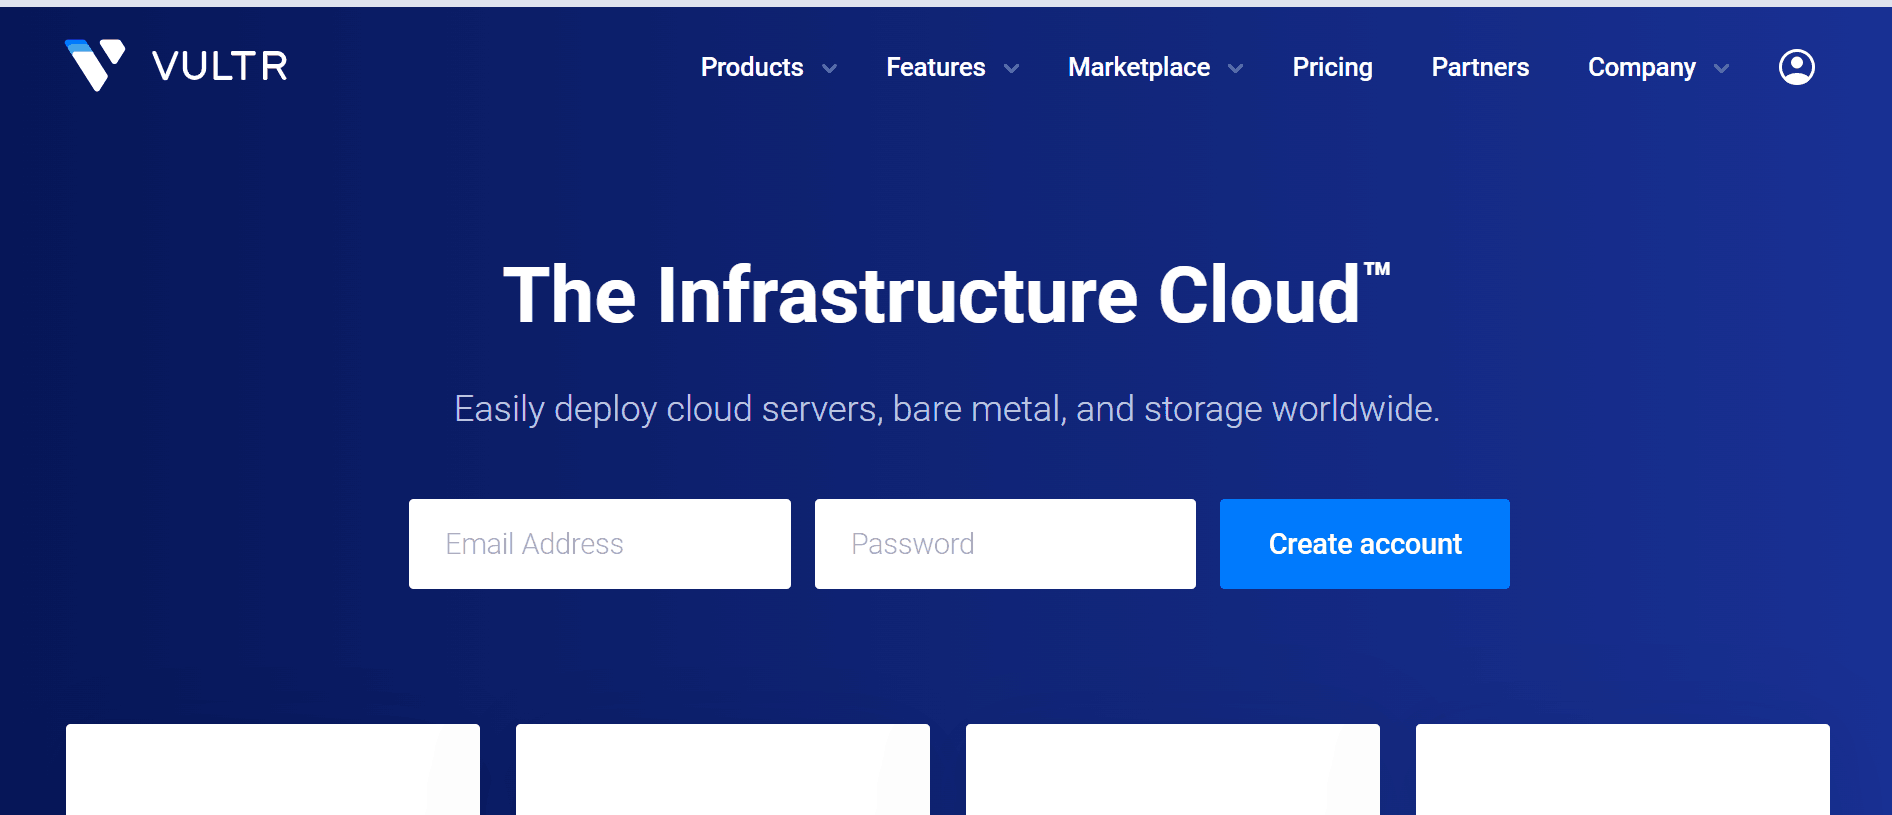 VULTR
Products Features Marketplace Pricing Partners Company
The Infrastructure Cloud™
Easily deploy cloud servers, bare metal, and storage worldwide.
Email Address Password Create account